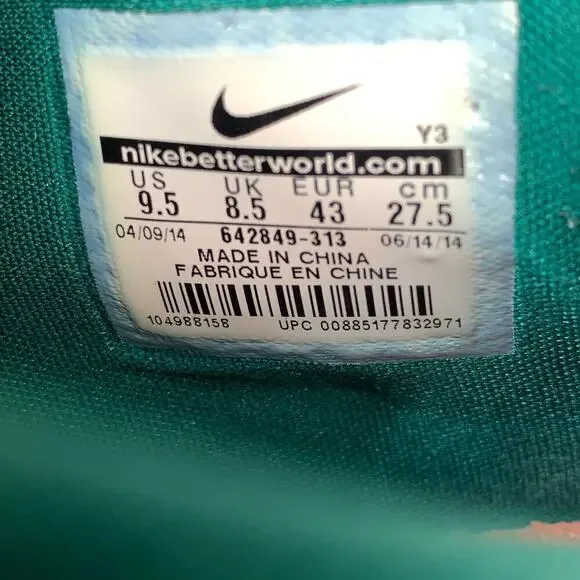 Y3
nikebetterworld.com
US UK EUR cm
9.5 8.5 43 27.5
04/09/14 642849-313 06/14/14
MADE IN CHINA
FABRIQUE EN CHINE
104988158 UPC 00885177832971